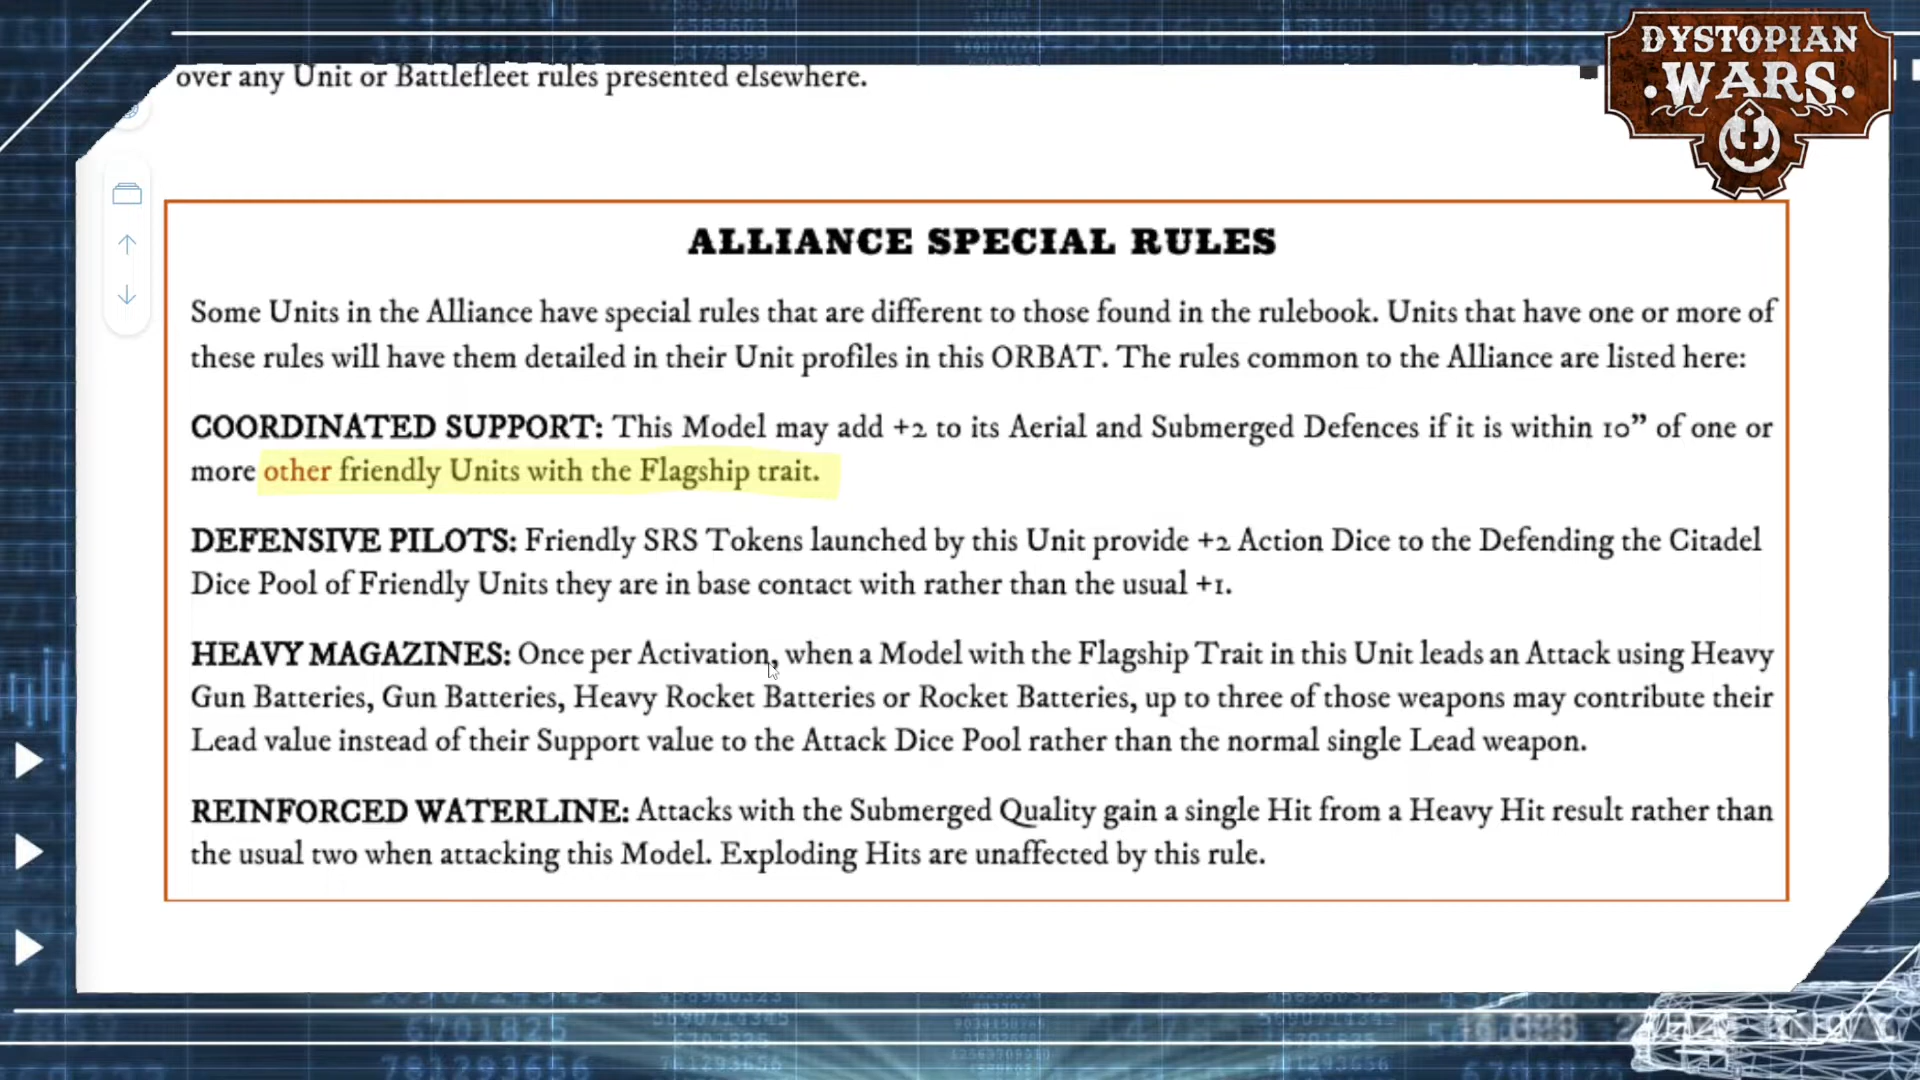 DYSTOPIAN
WARS
over any Unit or Battlefleet rules presented elsewhere.
ALLIANCE SPECIAL RULES
Some Units in the Alliance have special rules that are different to those found in the rulebook. Units that have one or more of
these rules will have them detailed in their Unit profiles in this ORBAT. The rules common to the Alliance are listed here:
COORDINATED SUPPORT: This Model may add +2 to its Aerial and Submerged Defences if it is within 10” of one or
more other friendly Units with the Flagship trait.
DEFENSIVE PILOTS: Friendly SRS Tokens launched by this Unit provide +2 Action Dice to the Defending the Citadel
Dice Pool of Friendly Units they are in base contact with rather than the usual +1.
HEAVY MAGAZINES: Once per Activation, when a Model with the Flagship Trait in this Unit leads an Attack using Heavy
Gun Batteries, Gun Batteries, Heavy Rocket Batteries or Rocket Batteries, up to three of those weapons may contribute their
Lead value instead of their Support value to the Attack Dice Pool rather than the normal single Lead weapon.
REINFORCED WATERLINE: Attacks with the Submerged Quality gain a single Hit from a Heavy Hit result rather than
the usual two when attacking this Model. Exploding Hits are unaffected by this rule.
6701825
781293656